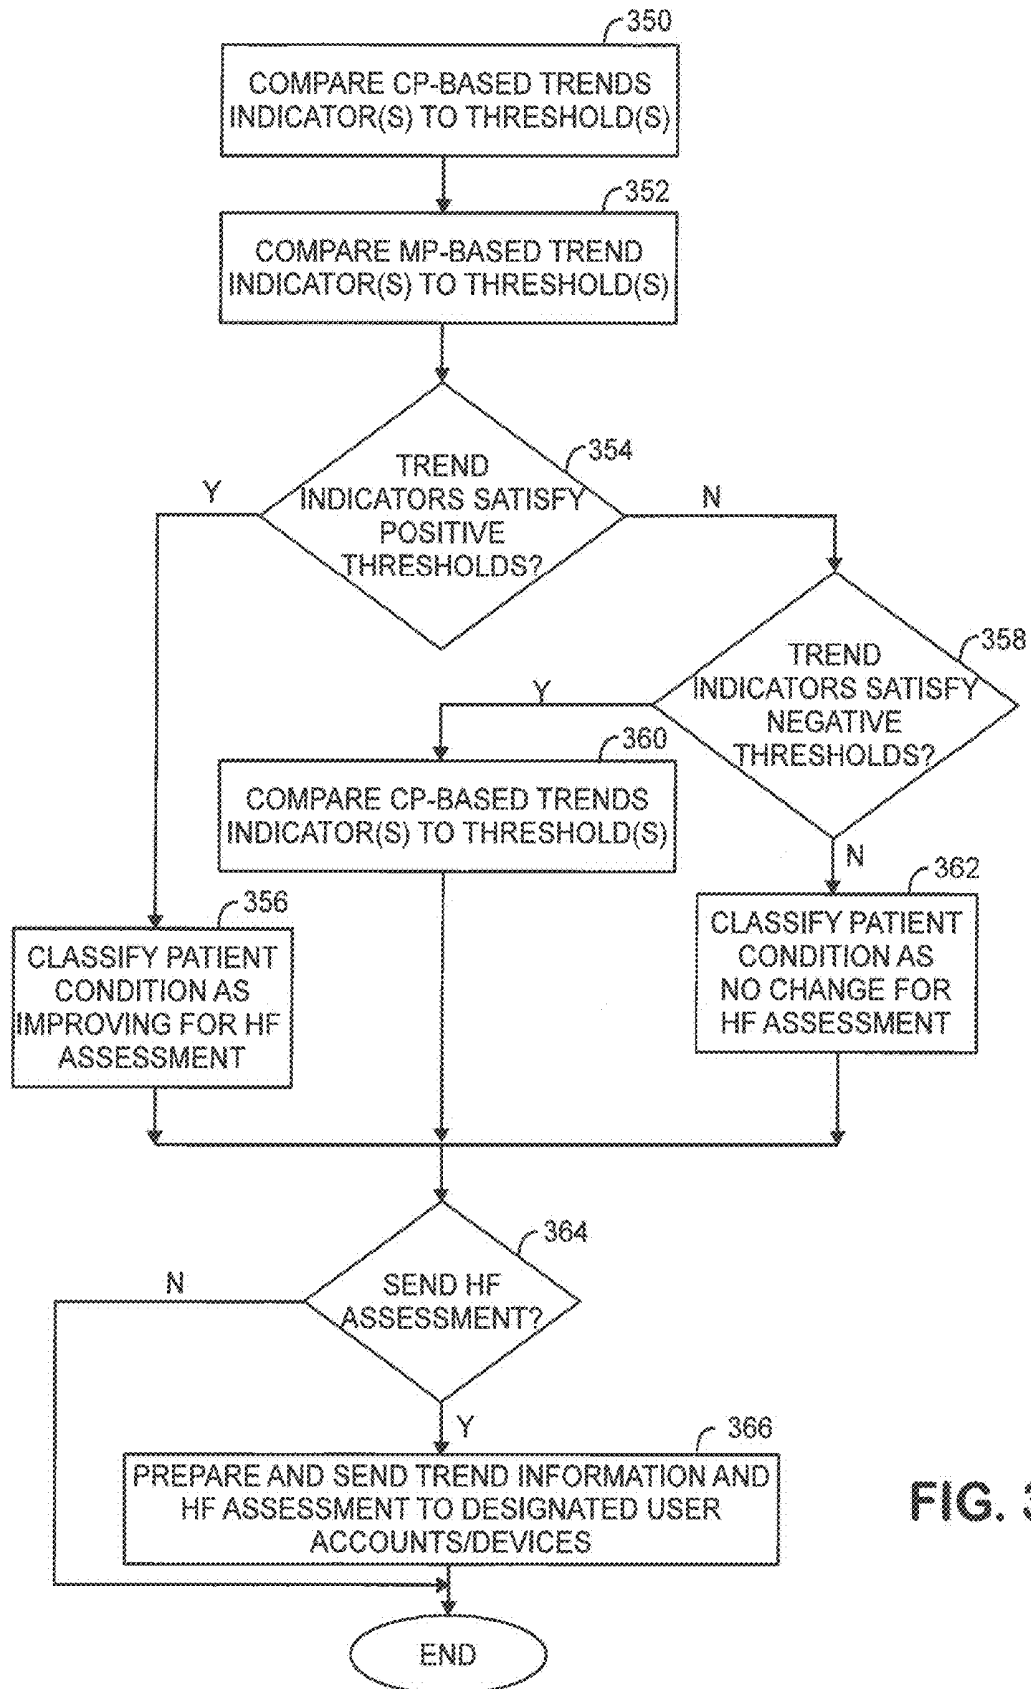 350
COMPARE CP-BASED TRENDS
INDICATOR(S) TO THRESHOLD(S)
352
COMPARE MP-BASED TREND
INDICATOR(S) TO THRESHOLD(S)
354
TREND
INDICATORS SATISFY
POSITIVE
THRESHOLDS?
Y
N
358
TREND
INDICATORS SATISFY
NEGATIVE
THRESHOLDS?
Y
N
360
COMPARE CP-BASED TRENDS
INDICATOR(S) TO THRESHOLD(S)
356
CLASSIFY PATIENT
CONDITION AS
IMPROVING FOR HF
ASSESSMENT
362
CLASSIFY PATIENT
CONDITION AS
NO CHANGE FOR
HF ASSESSMENT
364
SEND HF
ASSESSMENT?
N
Y
366
PREPARE AND SEND TREND INFORMATION AND
HF ASSESSMENT TO DESIGNATED USER
ACCOUNTS/DEVICES
FIG.
END